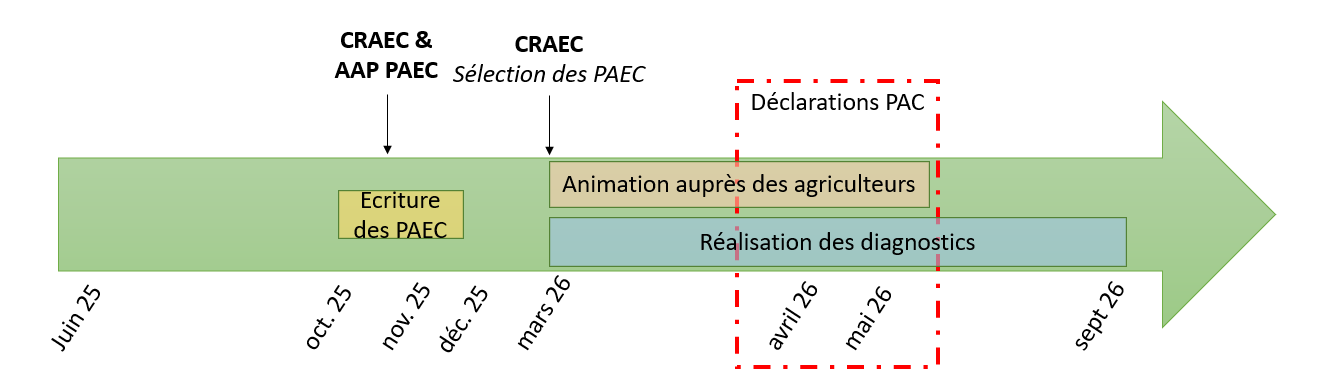 CRAEC &
AAP PAEC
CRAEC
Sélection des PAEC
Déclarations PAC
Animation auprès des agriculteurs
Ecriture
des PAEC
Réalisation des diagnostics
Juin 25
oct. 25
nov. 25
déc. 25
mars 26
avril 26
mai 26
sept 26